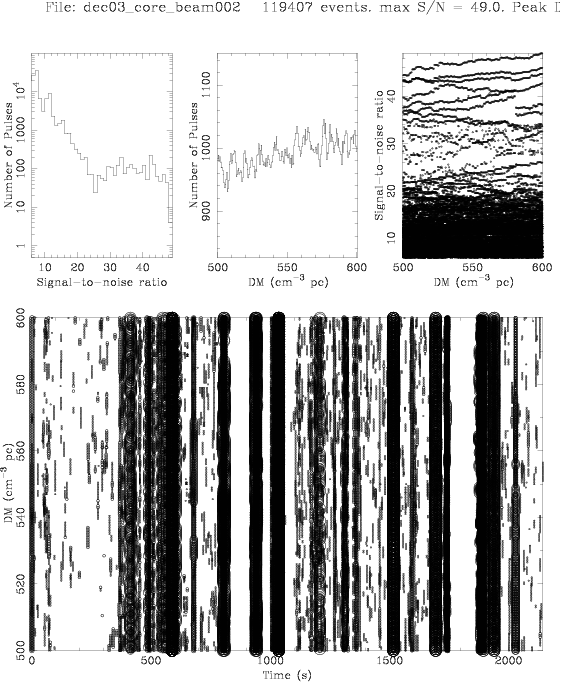 File: dec03_core_beam002 119407 events. max S/N = 49.0. Peak D
Number of Pulses
1 10 100 1000 10^4
10 20 30 40
Signal-to-noise ratio
Number of Pulses
900 1000 1100
500 550 600
DM (cm^-3 pc)
Signal-to-noise ratio
10 20 30 40
500 550 600
DM (cm^-3 pc)
DM (cm^-3 pc)
500 520 540 560 580 600
0 500 1000 1500 2000
Time (s)